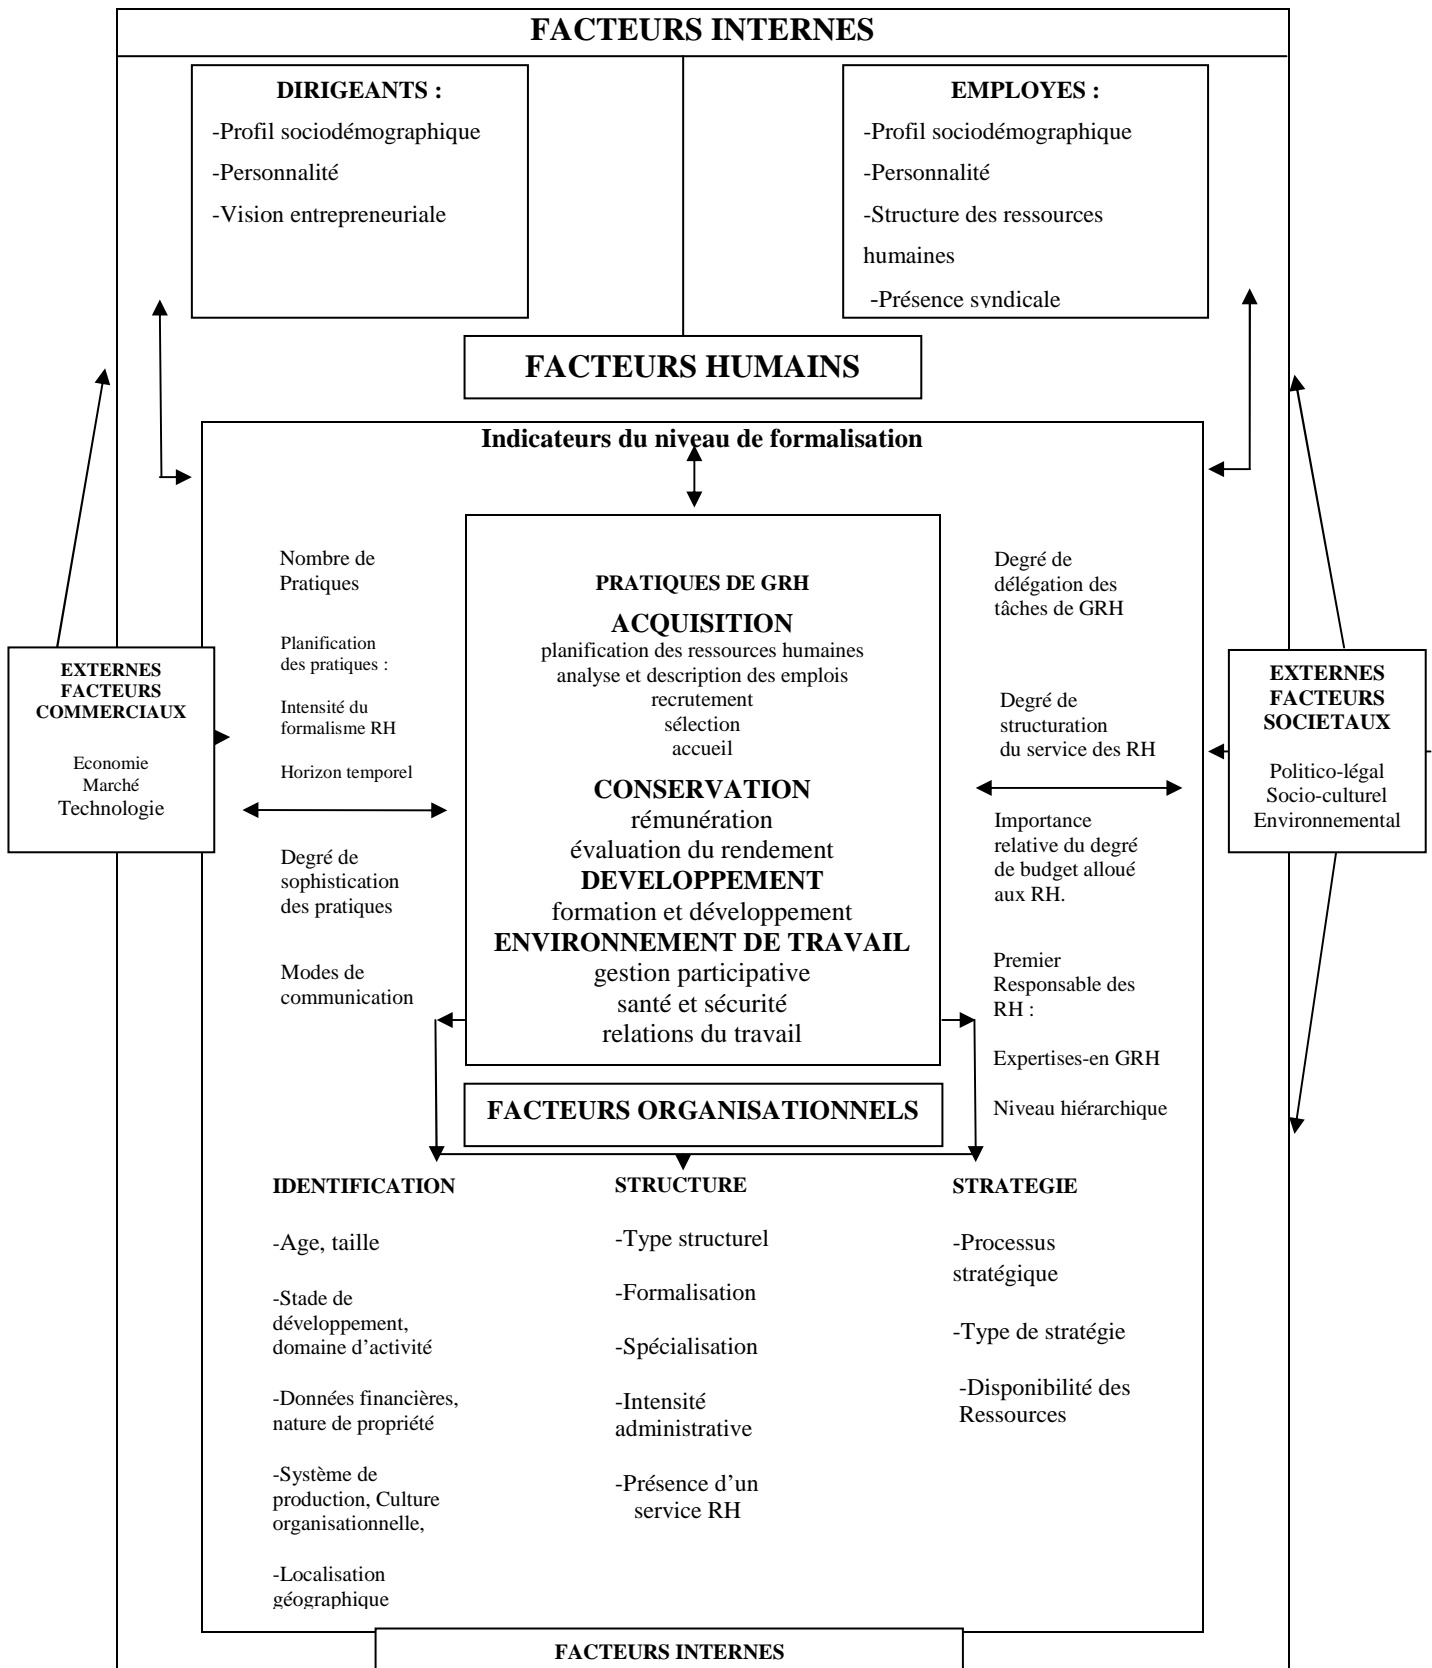 FACTEURS INTERNES
DIRIGEANTS :
-Profil sociodémographique
-Personnalité
-Vision entrepreneuriale
EMPLOYES :
-Profil sociodémographique
-Personnalité
-Structure des ressources
humaines
-Présence syndicale
FACTEURS HUMAINS
Indicateurs du niveau de formalisation
Nombre de
Pratiques
Planification
des pratiques :
Intensité du
formalisme RH
Horizon temporel
Degré de
sophistication
des pratiques
Modes de
communication
PRATIQUES DE GRH
ACQUISITION
planification des ressources humaines
analyse et description des emplois
recrutement
sélection
accueil
CONSERVATION
rémunération
évaluation du rendement
DEVELOPPEMENT
formation et développement
ENVIRONNEMENT DE TRAVAIL
gestion participative
santé et sécurité
relations du travail
Degré de
délégation des
tâches de GRH
Degré de
structuration
du service des RH
Importance
relative du degré
de budget alloué
aux RH.
Premier
Responsable des
RH :
Expertises-en GRH
Niveau hiérarchique
EXTERNES
FACTEURS
COMMERCIAUX
Economie
Marché
Technologie
EXTERNES
FACTEURS
SOCIETAUX
Politico-légal
Socio-culturel
Environnemental
FACTEURS ORGANISATIONNELS
IDENTIFICATION
-Age, taille
-Stade de
développement,
domaine d’activité
-Données financières,
nature de propriété
-Système de
production, Culture
organisationnelle,
-Localisation
géographique
STRUCTURE
-Type structurel
-Formalisation
-Spécialisation
-Intensité
administrative
-Présence d’un
service RH
STRATEGIE
-Processus
stratégique
-Type de stratégie
-Disponibilité des
Ressources
FACTEURS INTERNES